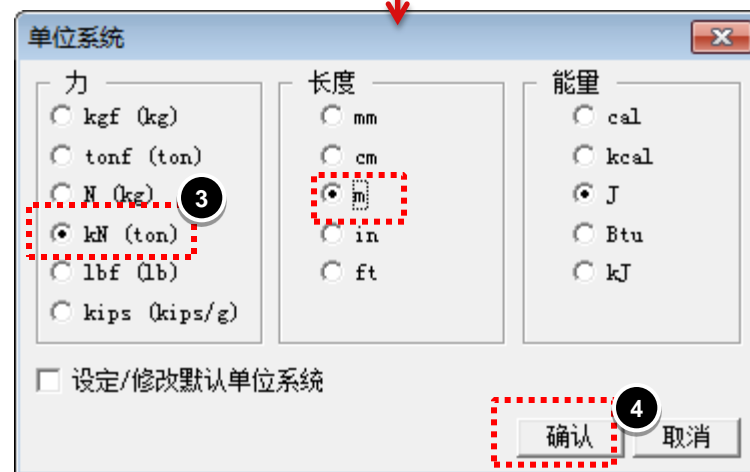 单位系统
力
kgf (kg)
tonf (ton)
N (kg)
3
kN (ton)
lbf (lb)
kips (kips/g)
长度
mm
cm
m
in
ft
能里
cal
kcal
J
Btu
kJ
设定/修改默认单位系统
4
确认
取消